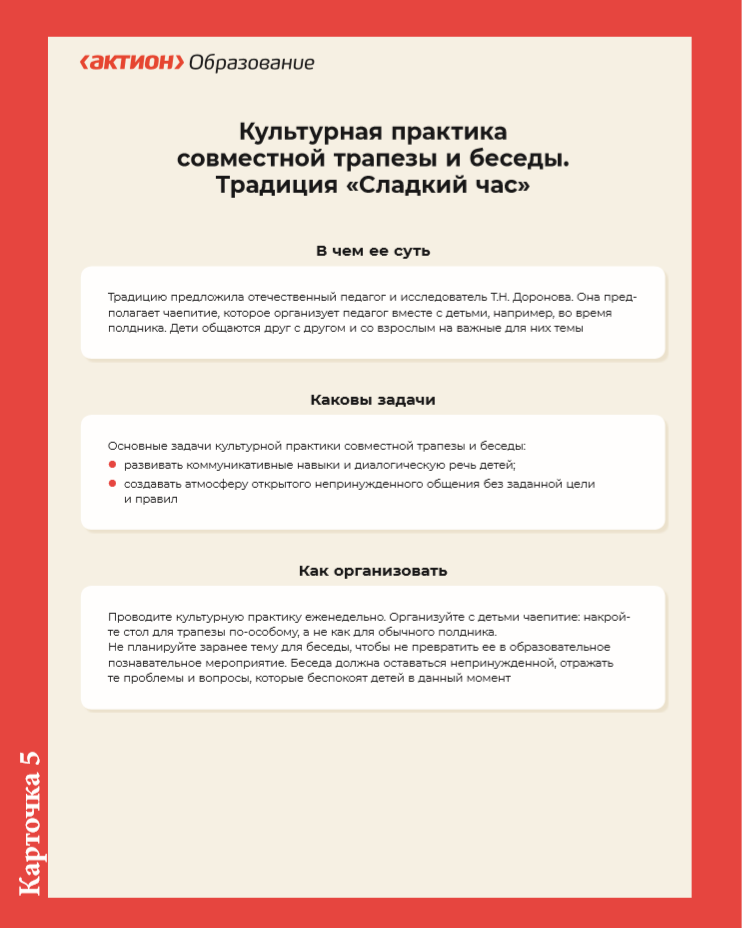 ‹актион› Образование
Культурная практика
совместной трапезы и беседы.
Традиция «Сладкий час»
В чем ее суть
Традицию предложила отечественный педагог и исследователь Т.Н. Доронова. Она пред-
полагает чаепитие, которое организует педагог вместе с детьми, например, во время
полдника. Дети общаются друг с другом и со взрослым на важные для них темы
Каковы задачи
Основные задачи культурной практики совместной трапезы и беседы:
развивать коммуникативные навыки и диалогическую речь детей;
создавать атмосферу открытого непринужденного общения без заданной цели
и правил
Как организовать
Проводите культурную практику еженедельно. Организуйте с детьми чаепитие: накрой-
те стол для трапезы по-особому, а не как для обычного полдника.
Не планируйте заранее тему для беседы, чтобы не превратить ее в образовательное
познавательное мероприятие. Беседа должна оставаться непринужденной, отражать
те проблемы и вопросы, которые беспокоят детей в данный момент
Карточка 5